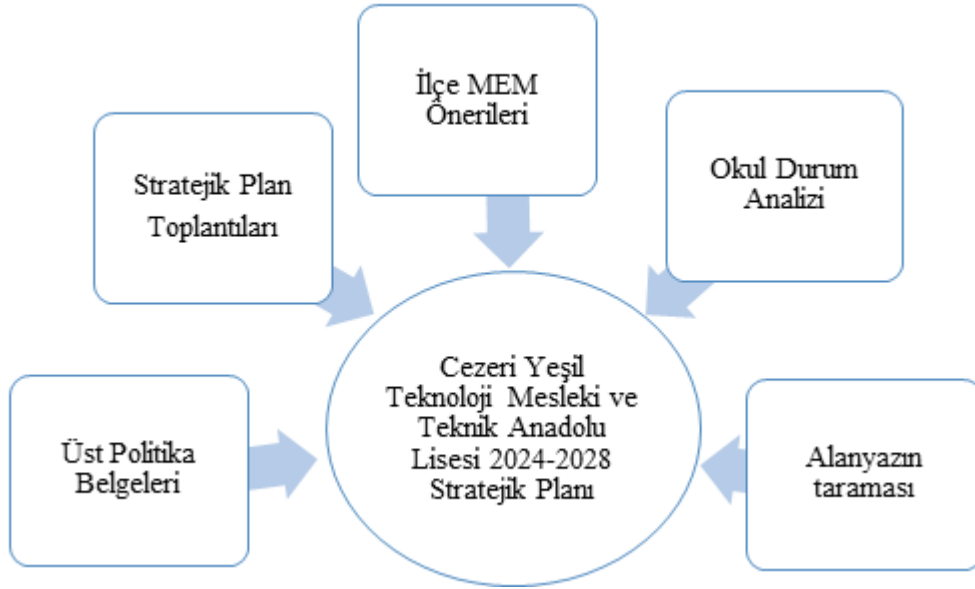 İlçe MEM
Önerileri
Stratejik Plan
Toplantıları
Okul Durum
Analizi
Üst Politika
Belgeleri
Cezeri Yeşil
Teknoloji Mesleki ve
Teknik Anadolu
Lisesi 2024-2028
Stratejik Planı
Alanyazın
taraması